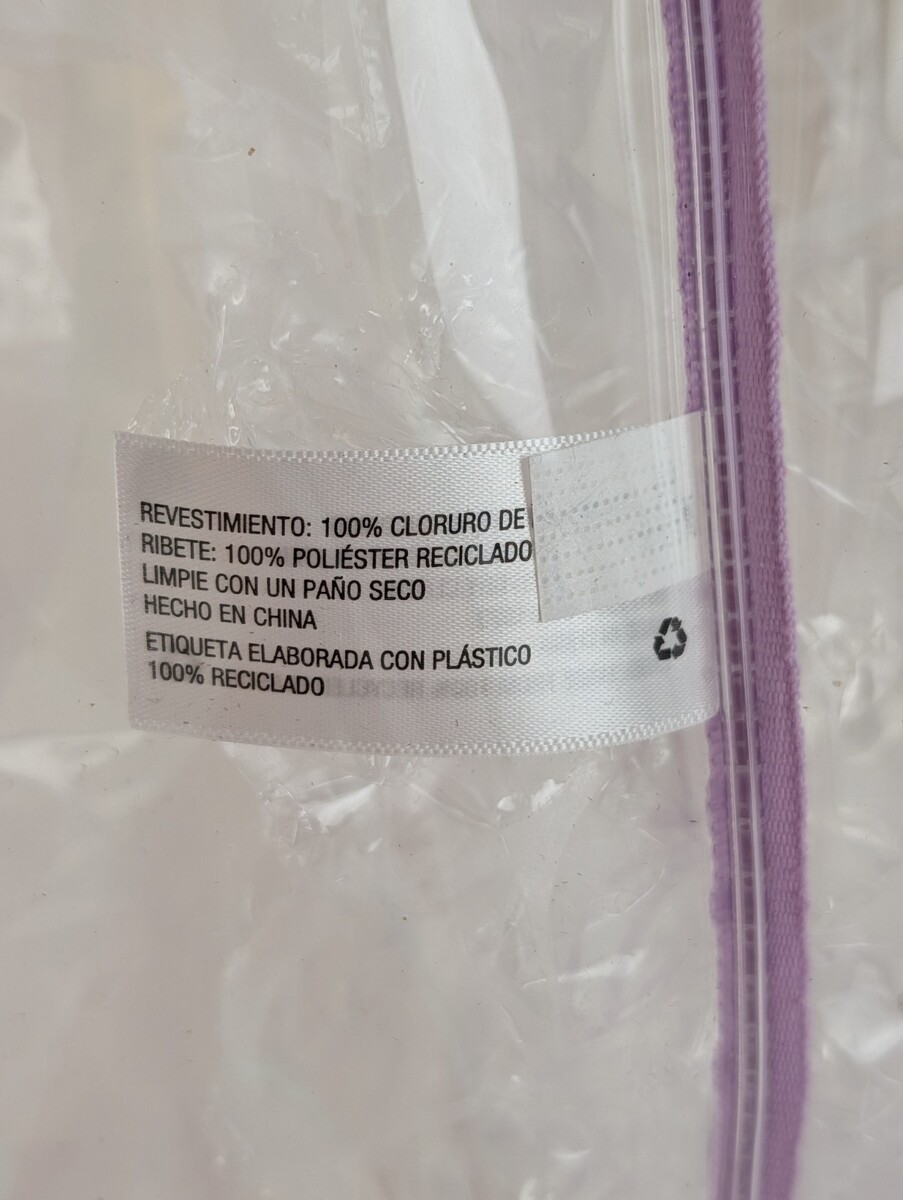 REVESTIMIENTO: 100% CLORURO DE
RIBETE: 100% POLIÉSTER RECICLADO
LIMPIE CON UN PAÑO SECO
HECHO EN CHINA
ETIQUETA ELABORADA CON PLÁSTICO
100% RECICLADO